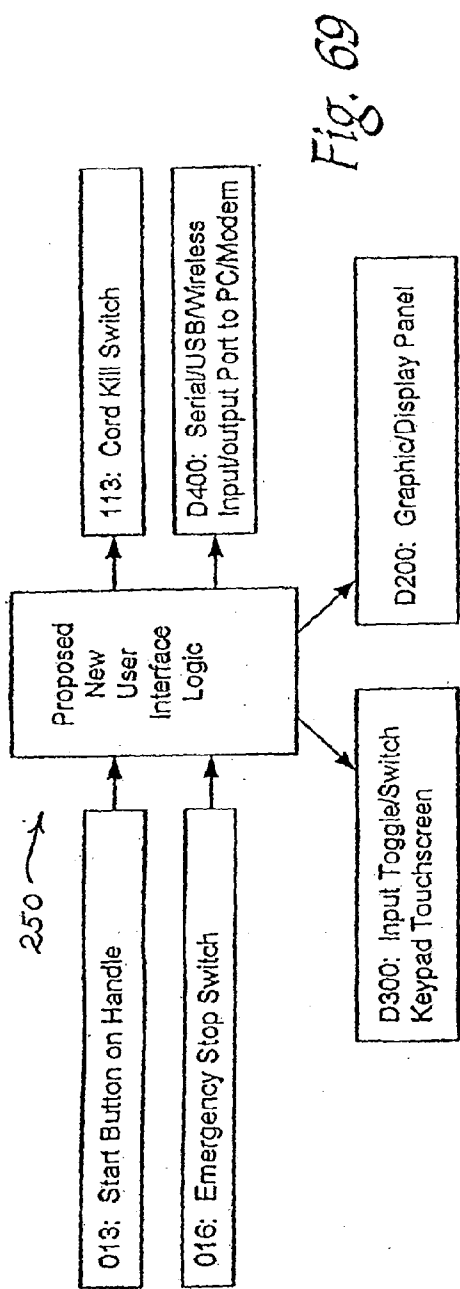 250
013: Start Button on Handle
016: Emergency Stop Switch
Proposed
New
User
Interface
Logic
113: Cord Kill Switch
D400: Serial/USB/Wireless
Input/output Port to PC/Modem
D300: Input Toggle/Switch
Keypad Touchscreen
D200: Graphic/Display Panel
Fig. 69